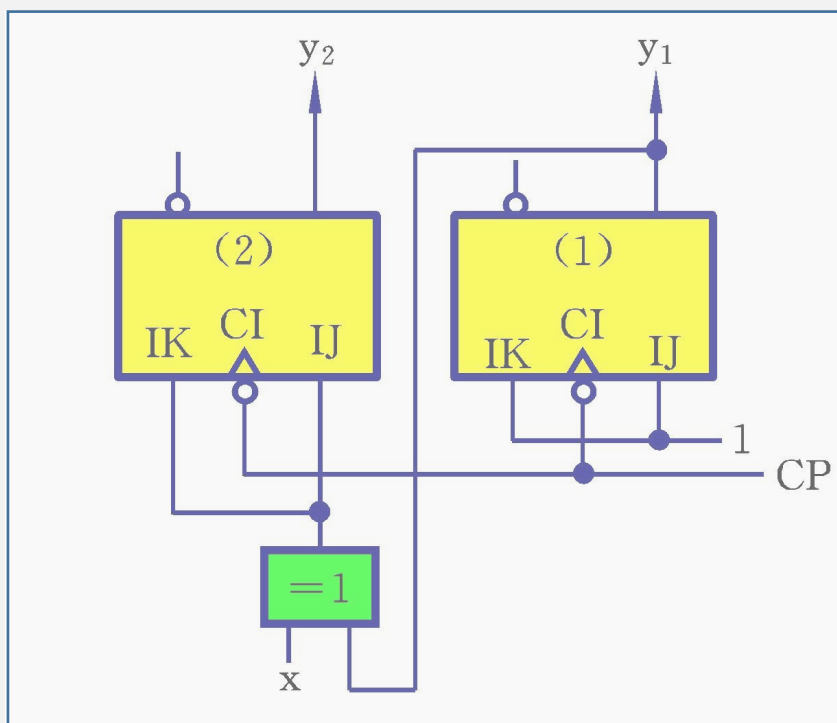 y₂
y₁
(2)
(1)
IK CI IJ
IK CI IJ
1
CP
=1
x